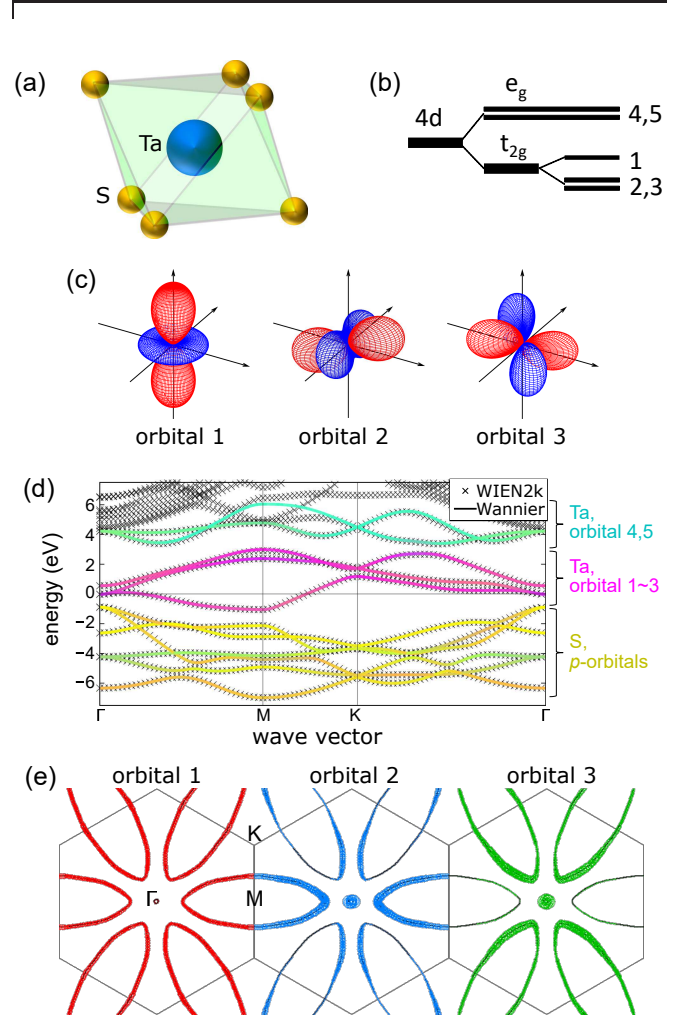 (a)
Ta
S
(b)
4d
e_g
4,5
t_2g
1
2,3
(c)
orbital 1
orbital 2
orbital 3
(d)
× WIEN2k
Wannier
energy (eV)
6
4
2
0
−2
−4
−6
Γ
M
K
Γ
wave vector
Ta,
orbital 4,5
Ta,
orbital 1~3
S,
p-orbitals
(e)
orbital 1
orbital 2
orbital 3
K
Γ
M